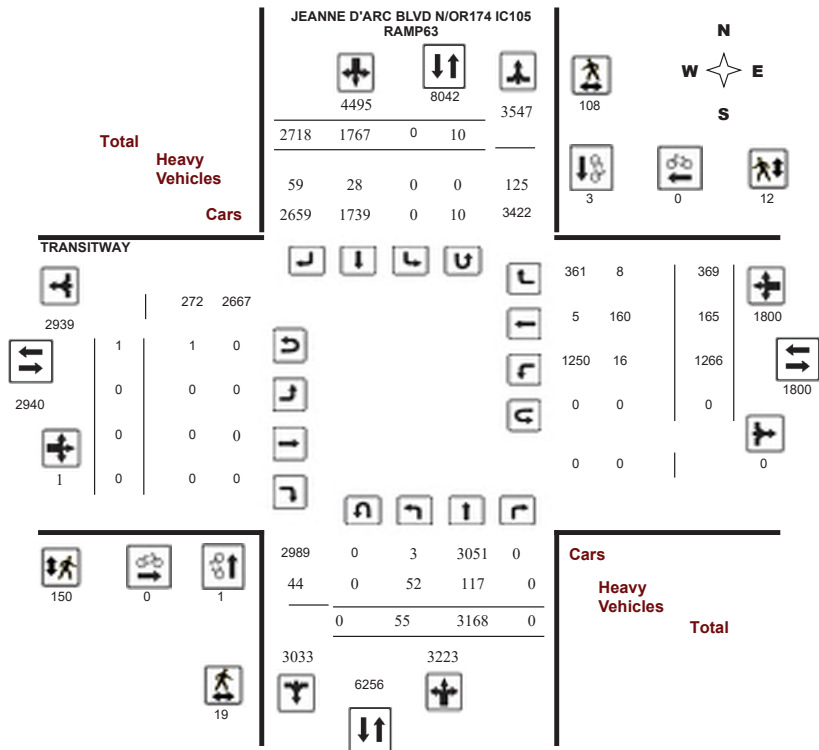 JEANNE D'ARC BLVD N/OR174 IC105
RAMP63
N
W E
S
4495 8042 3547
108
2718 1767 0 10
Total
Heavy
Vehicles
59 28 0 0 125
Cars
2659 1739 0 10 3422
3 0 12
TRANSITWAY
272 2667
2939
1 1 0
0 0 0
2940
0 0 0
1 0 0 0
361 8 369
5 160 165 1800
1250 16 1266
0 0 0 1800
0 0 0
2989 0 3 3051 0
44 0 52 117 0
0 55 3168 0
3033 3223
6256
150 0 1
19
Cars
Heavy
Vehicles
Total